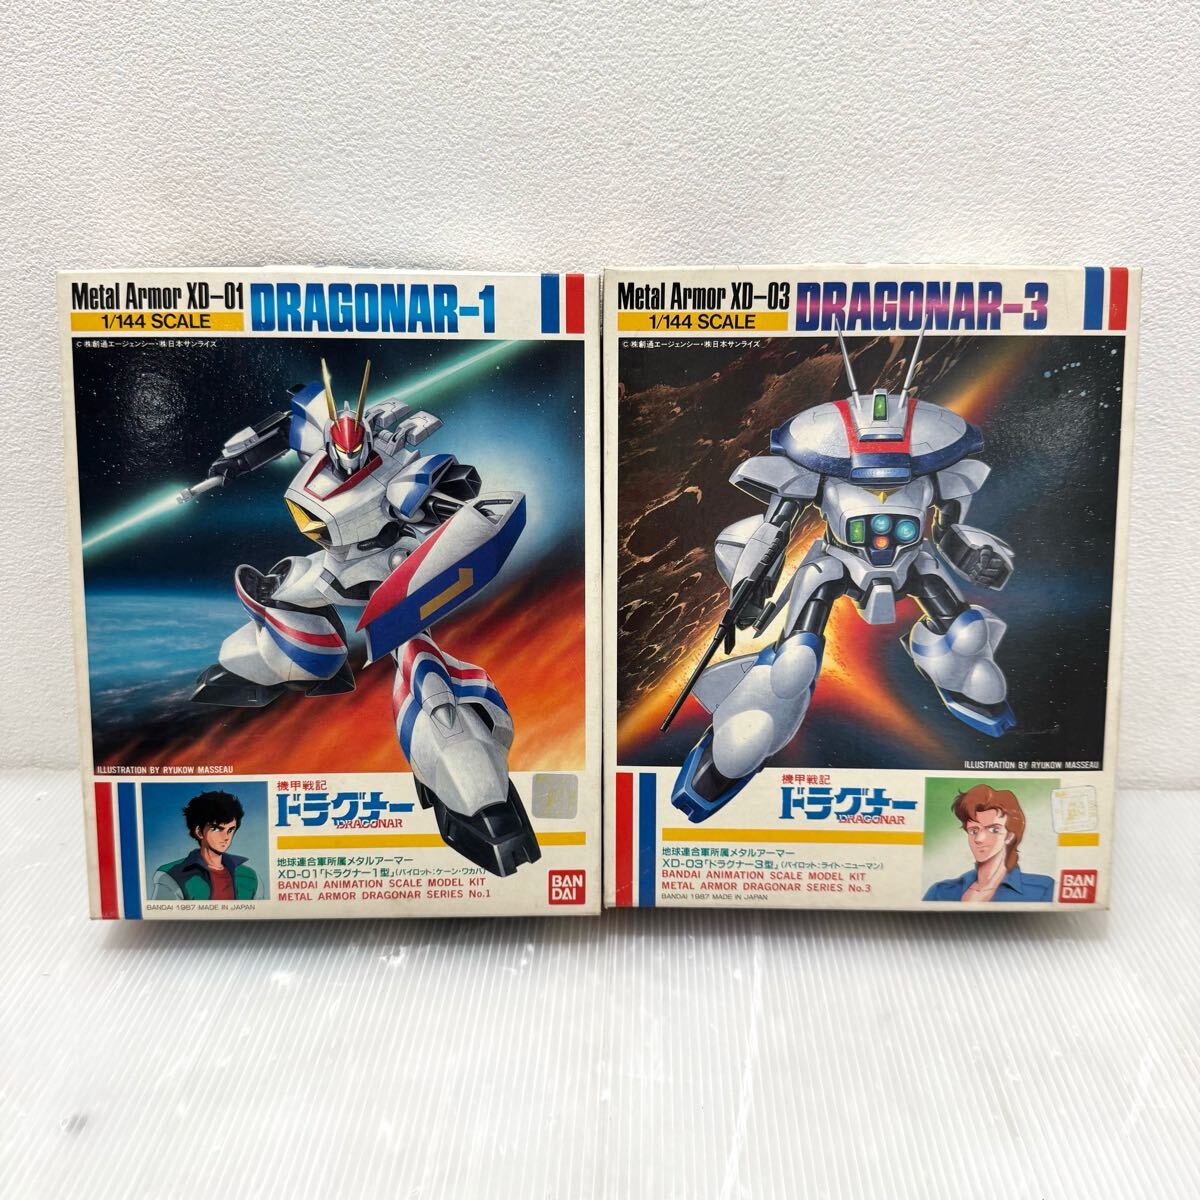 Metal Armor XD-01
1/144 SCALE
DRAGONAR-1
C 株創通エージェンシー・株日本サンライズ
ILLUSTRATION BY RYUKOW MASSEAU
機甲戦記
ドラグナー
DRAGONAR
地球連合軍所属メタルアーマー
XD-01「ドラグナー1型」(パイロット:ケーン・ワカバ)
BANDAI ANIMATION SCALE MODEL KIT
METAL ARMOR DRAGONAR SERIES No.1
BANDAI 1987 MADE IN JAPAN
BAN
DAI
Metal Armor XD-03
1/144 SCALE
DRAGONAR-3
C 株創通エージェンシー・株日本サンライズ
ILLUSTRATION BY RYUKOW MASSEAU
機甲戦記
ドラグナー
DRAGONAR
地球連合軍所属メタルアーマー
XD-03「ドラグナー3型」(パイロット:ライト・ニューマン)
BANDAI ANIMATION SCALE MODEL KIT
METAL ARMOR DRAGONAR SERIES No.3
BANDAI 1987 MADE IN JAPAN
BAN
DAI